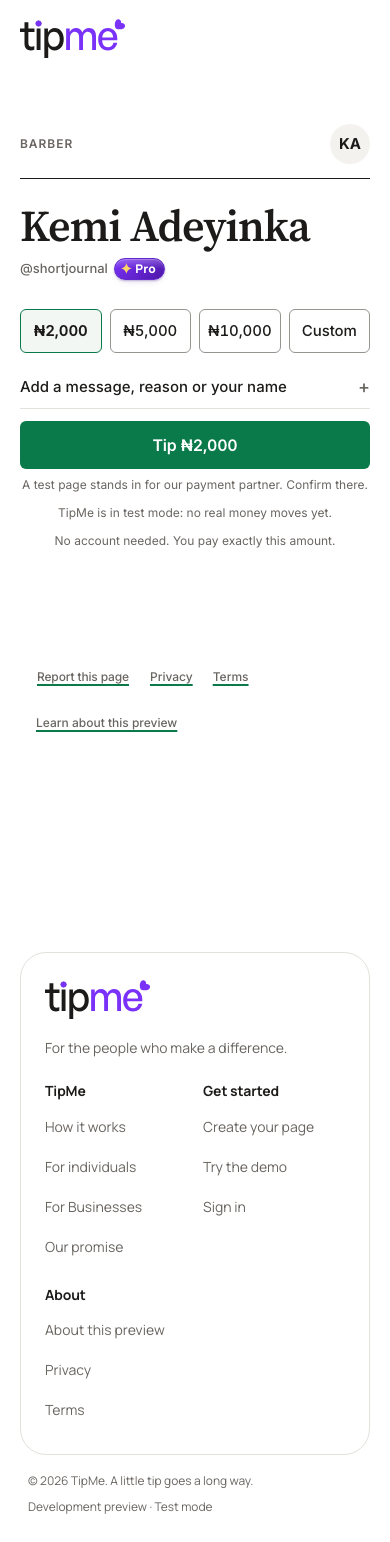 tipme
BARBER
KA
Kemi Adeyinka
@shortjournal
✦ Pro
₦2,000
₦5,000
₦10,000
Custom
Add a message, reason or your name
+
Tip ₦2,000
A test page stands in for our payment partner. Confirm there.
TipMe is in test mode: no real money moves yet.
No account needed. You pay exactly this amount.
Report this page
Privacy
Terms
Learn about this preview
tipme
For the people who make a difference.
TipMe
How it works
For individuals
For Businesses
Our promise
Get started
Create your page
Try the demo
Sign in
About
About this preview
Privacy
Terms
© 2026 TipMe. A little tip goes a long way.
Development preview · Test mode